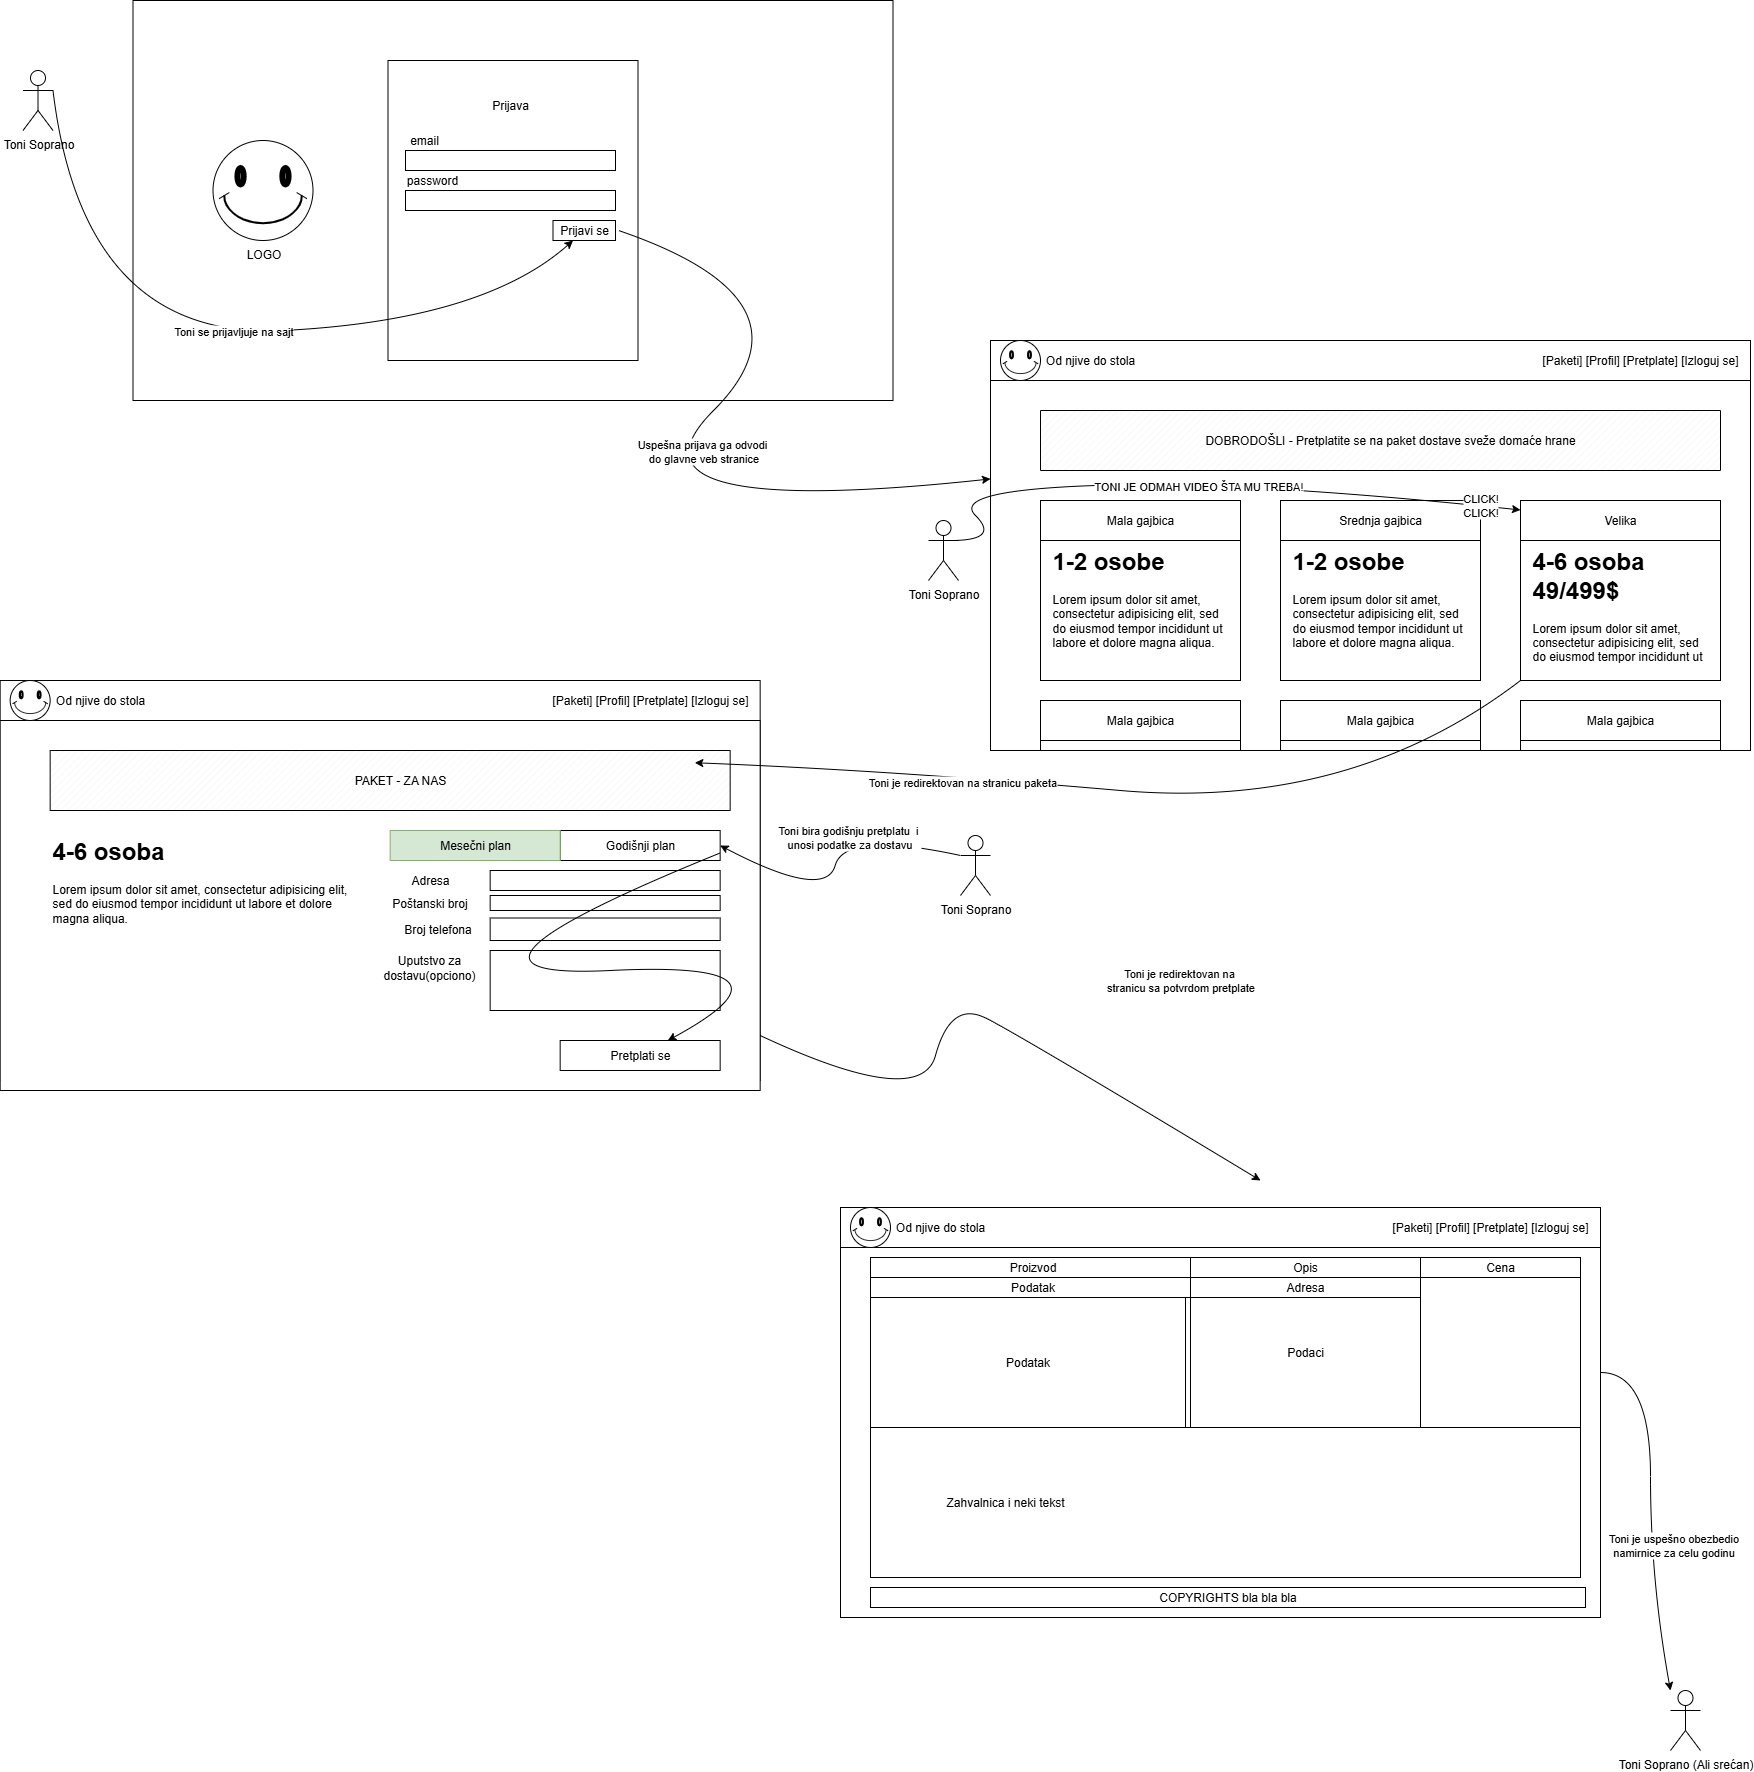 Toni Soprano
Prijava
email
password
Prijavi se
LOGO
Toni se prijavljuje na sajt
Uspešna prijava ga odvodi
do glavne veb stranice
Od njive do stola
[Paketi] [Profil] [Pretplate] [Izloguj se]
DOBRODOŠLI - Pretplatite se na paket dostave sveže domaće hrane
TONI JE ODMAH VIDEO ŠTA MU TREBA!
CLICK!
CLICK!
Toni Soprano
Mala gajbica
1-2 osobe
Lorem ipsum dolor sit amet,
consectetur adipisicing elit, sed
do eiusmod tempor incididunt ut
labore et dolore magna aliqua.
Srednja gajbica
1-2 osobe
Lorem ipsum dolor sit amet,
consectetur adipisicing elit, sed
do eiusmod tempor incididunt ut
labore et dolore magna aliqua.
Velika
4-6 osoba
49/499$
Lorem ipsum dolor sit amet,
consectetur adipisicing elit, sed
do eiusmod tempor incididunt ut
Mala gajbica
Mala gajbica
Mala gajbica
Toni je redirektovan na stranicu paketa
Od njive do stola
[Paketi] [Profil] [Pretplate] [Izloguj se]
PAKET - ZA NAS
4-6 osoba
Lorem ipsum dolor sit amet, consectetur adipisicing elit,
sed do eiusmod tempor incididunt ut labore et dolore
magna aliqua.
Mesečni plan
Godišnji plan
Adresa
Poštanski broj
Broj telefona
Uputstvo za
dostavu(opciono)
Pretplati se
Toni bira godišnju pretplatu i
unosi podatke za dostavu
Toni Soprano
Toni je redirektovan na
stranicu sa potvrdom pretplate
Od njive do stola
[Paketi] [Profil] [Pretplate] [Izloguj se]
Proizvod
Opis
Cena
Podatak
Adresa
Podatak
Podaci
Zahvalnica i neki tekst
COPYRIGHTS bla bla bla
Toni je uspešno obezbedio
namirnice za celu godinu
Toni Soprano (Ali srećan)